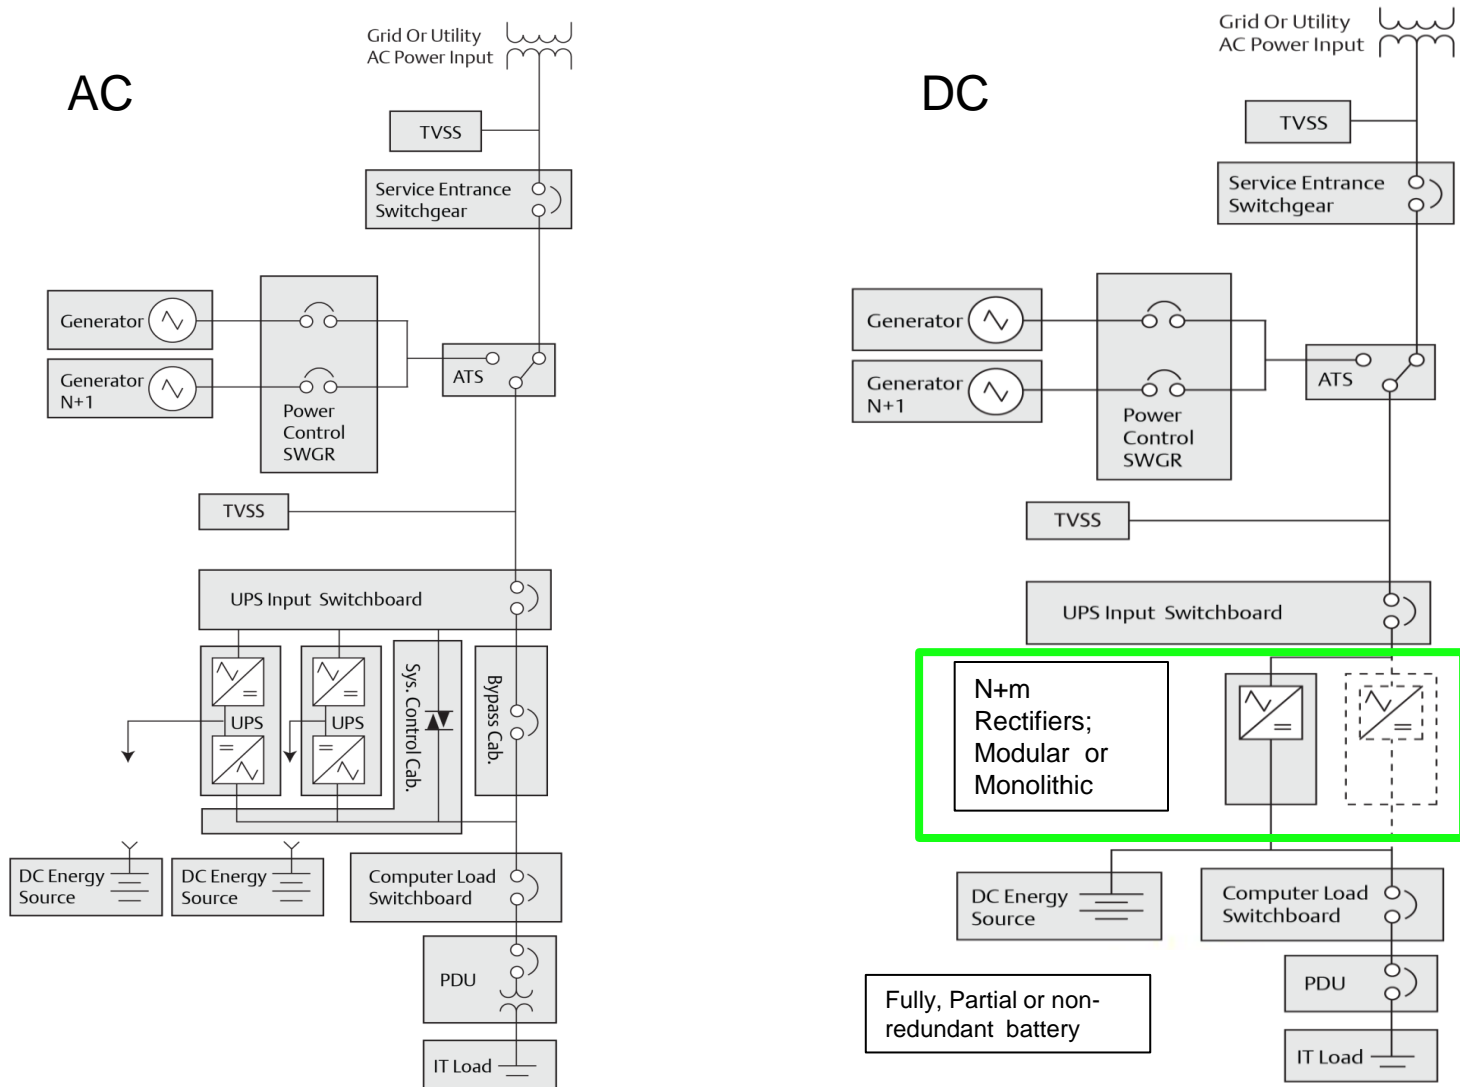 AC
Grid Or Utility
AC Power Input
TVSS
Service Entrance
Switchgear
Generator
Generator
N+1
Power
Control
SWGR
ATS
TVSS
UPS Input Switchboard
UPS
UPS
Sys. Control Cab.
Bypass Cab.
DC Energy
Source
DC Energy
Source
Computer Load
Switchboard
PDU
IT Load
DC
Grid Or Utility
AC Power Input
TVSS
Service Entrance
Switchgear
Generator
Generator
N+1
Power
Control
SWGR
ATS
TVSS
UPS Input Switchboard
N+m
Rectifiers;
Modular or
Monolithic
DC Energy
Source
Computer Load
Switchboard
PDU
Fully, Partial or non-
redundant battery
IT Load